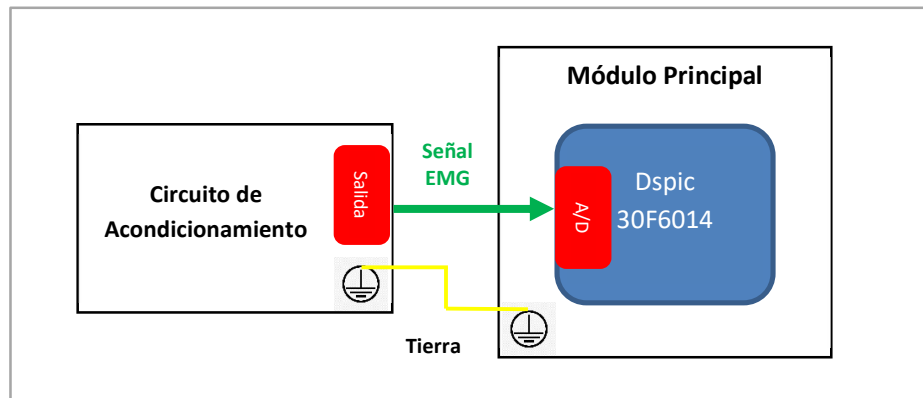 Módulo Principal
Señal
EMG
Circuito de
Acondicionamiento
Salida
A/D
Dspic
30F6014
Tierra